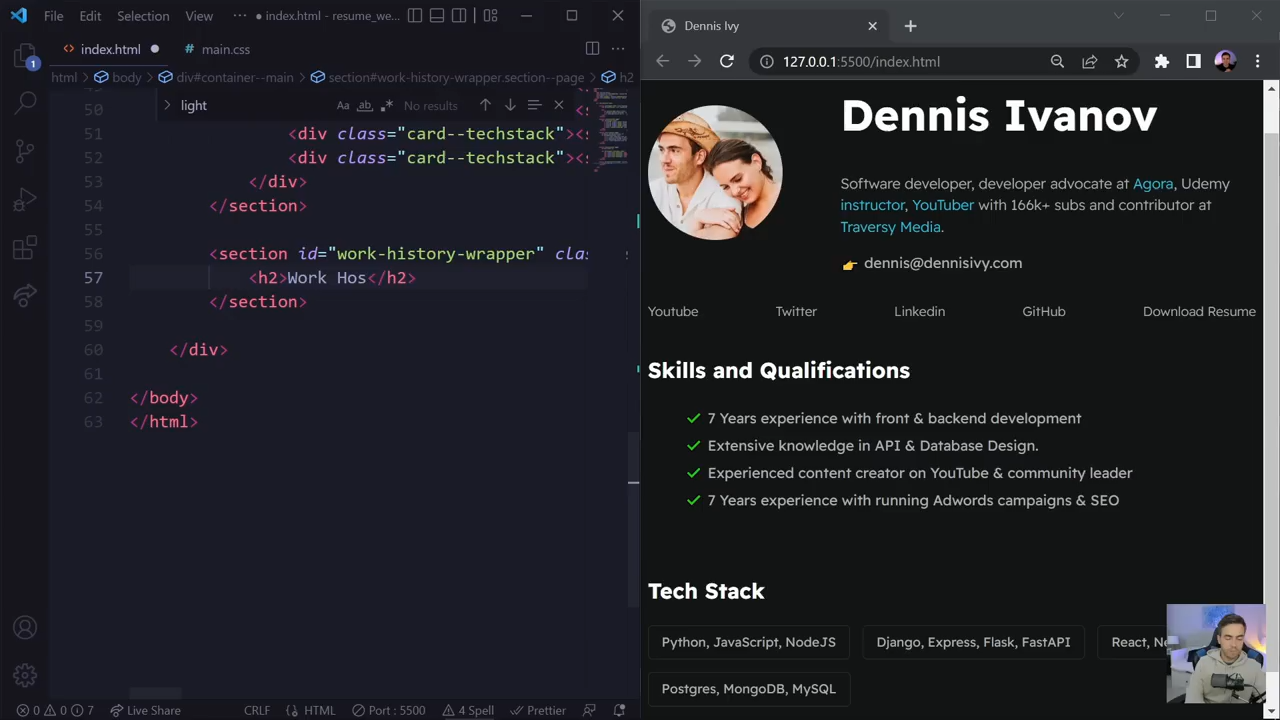 File Edit Selection View ··· ● index.html - resume_we...
index.html ● # main.css
html > body > div#container--main > section#work-history-wrapper.section--page > h2
> light Aa ab .* No results
50
51 <div class="card--techstack"><s
52 <div class="card--techstack"><s
53 </div>
54 </section>
55
56 <section id="work-history-wrapper" clas
57 <h2>Work Hos</h2>
58 </section>
59
60 </div>
61
62 </body>
63 </html>
1
0 0 7 Live Share CRLF {} HTML Port : 5500 4 Spell Prettier
Dennis Ivy
127.0.0.1:5500/index.html
Dennis Ivanov
Software developer, developer advocate at Agora, Udemy
instructor, YouTuber with 166k+ subs and contributor at
Traversy Media.
👉 dennis@dennisivy.com
Youtube Twitter Linkedin GitHub Download Resume
Skills and Qualifications
✓ 7 Years experience with front & backend development
✓ Extensive knowledge in API & Database Design.
✓ Experienced content creator on YouTube & community leader
✓ 7 Years experience with running Adwords campaigns & SEO
Tech Stack
Python, JavaScript, NodeJS
Django, Express, Flask, FastAPI
React, Ne
Postgres, MongoDB, MySQL